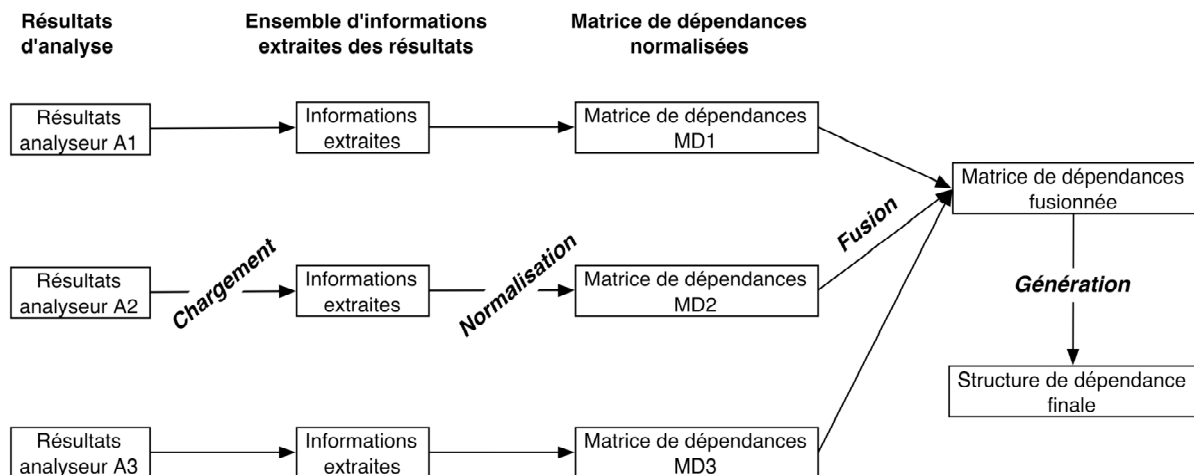 Résultats
d'analyse
Ensemble d'informations
extraites des résultats
Matrice de dépendances
normalisées
Résultats
analyseur A1
Informations
extraites
Matrice de dépendances
MD1
Matrice de dépendances
fusionnée
Fusion
Résultats
analyseur A2
Chargement
Informations
extraites
Normalisation
Matrice de dépendances
MD2
Génération
Structure de dépendance
finale
Résultats
analyseur A3
Informations
extraites
Matrice de dépendances
MD3